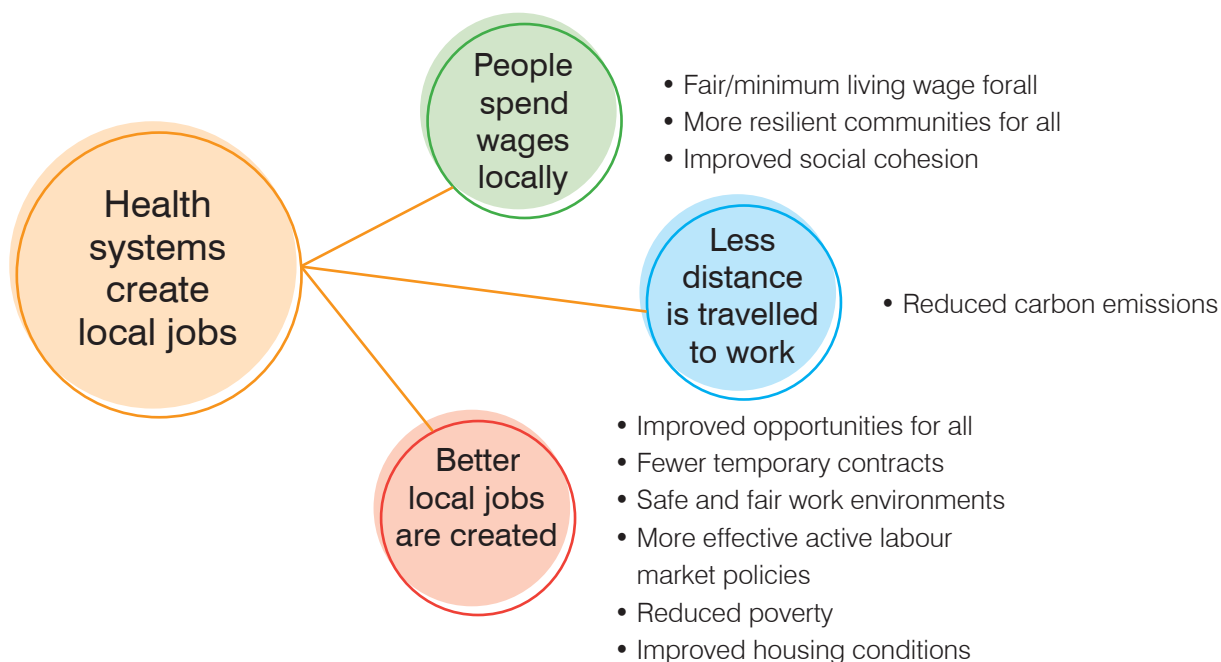 Health
systems
create
local jobs
People
spend
wages
locally
• Fair/minimum living wage forall
• More resilient communities for all
• Improved social cohesion
Less
distance
is travelled
to work
• Reduced carbon emissions
Better
local jobs
are created
• Improved opportunities for all
• Fewer temporary contracts
• Safe and fair work environments
• More effective active labour
market policies
• Reduced poverty
• Improved housing conditions